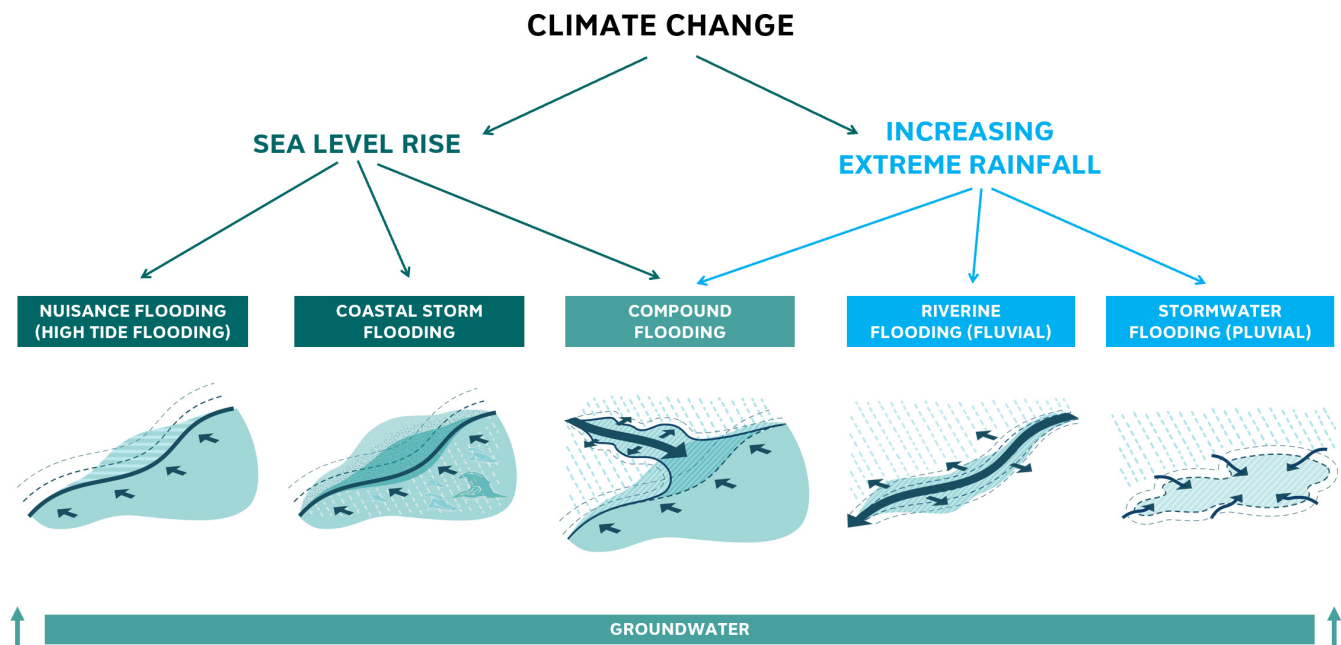 CLIMATE CHANGE
SEA LEVEL RISE
INCREASING
EXTREME RAINFALL
NUISANCE FLOODING
(HIGH TIDE FLOODING)
COASTAL STORM
FLOODING
COMPOUND
FLOODING
RIVERINE
FLOODING (FLUVIAL)
STORMWATER
FLOODING (PLUVIAL)
GROUNDWATER